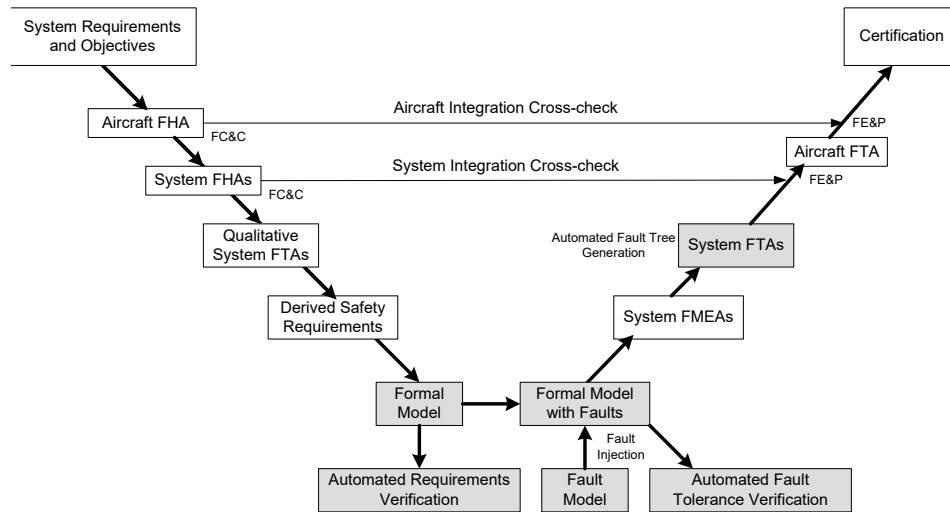 System Requirements
and Objectives
Certification
Aircraft Integration Cross-check
Aircraft FHA
FC&C
FE&P
Aircraft FTA
System Integration Cross-check
System FHAs
FC&C
FE&P
Qualitative
System FTAs
Automated Fault Tree
Generation
System FTAs
Derived Safety
Requirements
System FMEAs
Formal
Model
Formal Model
with Faults
Fault
Injection
Automated Requirements
Verification
Fault
Model
Automated Fault
Tolerance Verification